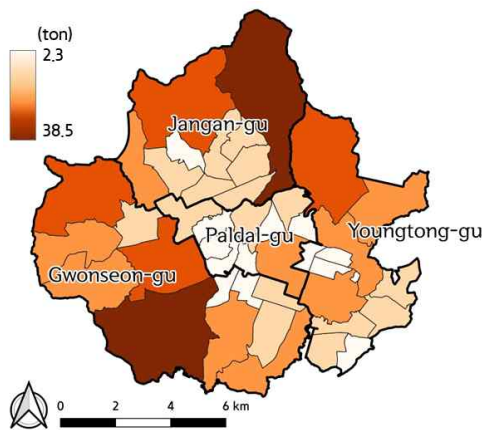 (ton)
2,3
38,5
Jangan-gu
Paldal-gu
Youngtong-gu
Gwonseon-gu
0 2 4 6 km